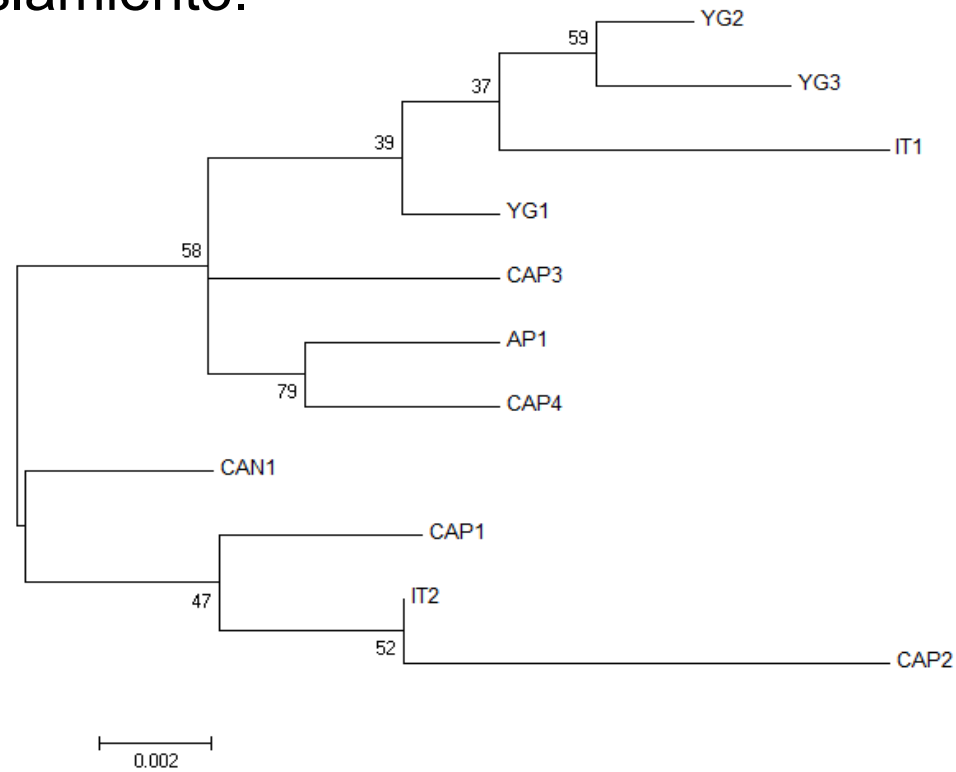 YG2
59
YG3
37
IT1
39
YG1
58
CAP3
AP1
79
CAP4
CAN1
CAP1
47
IT2
52
CAP2
0.002